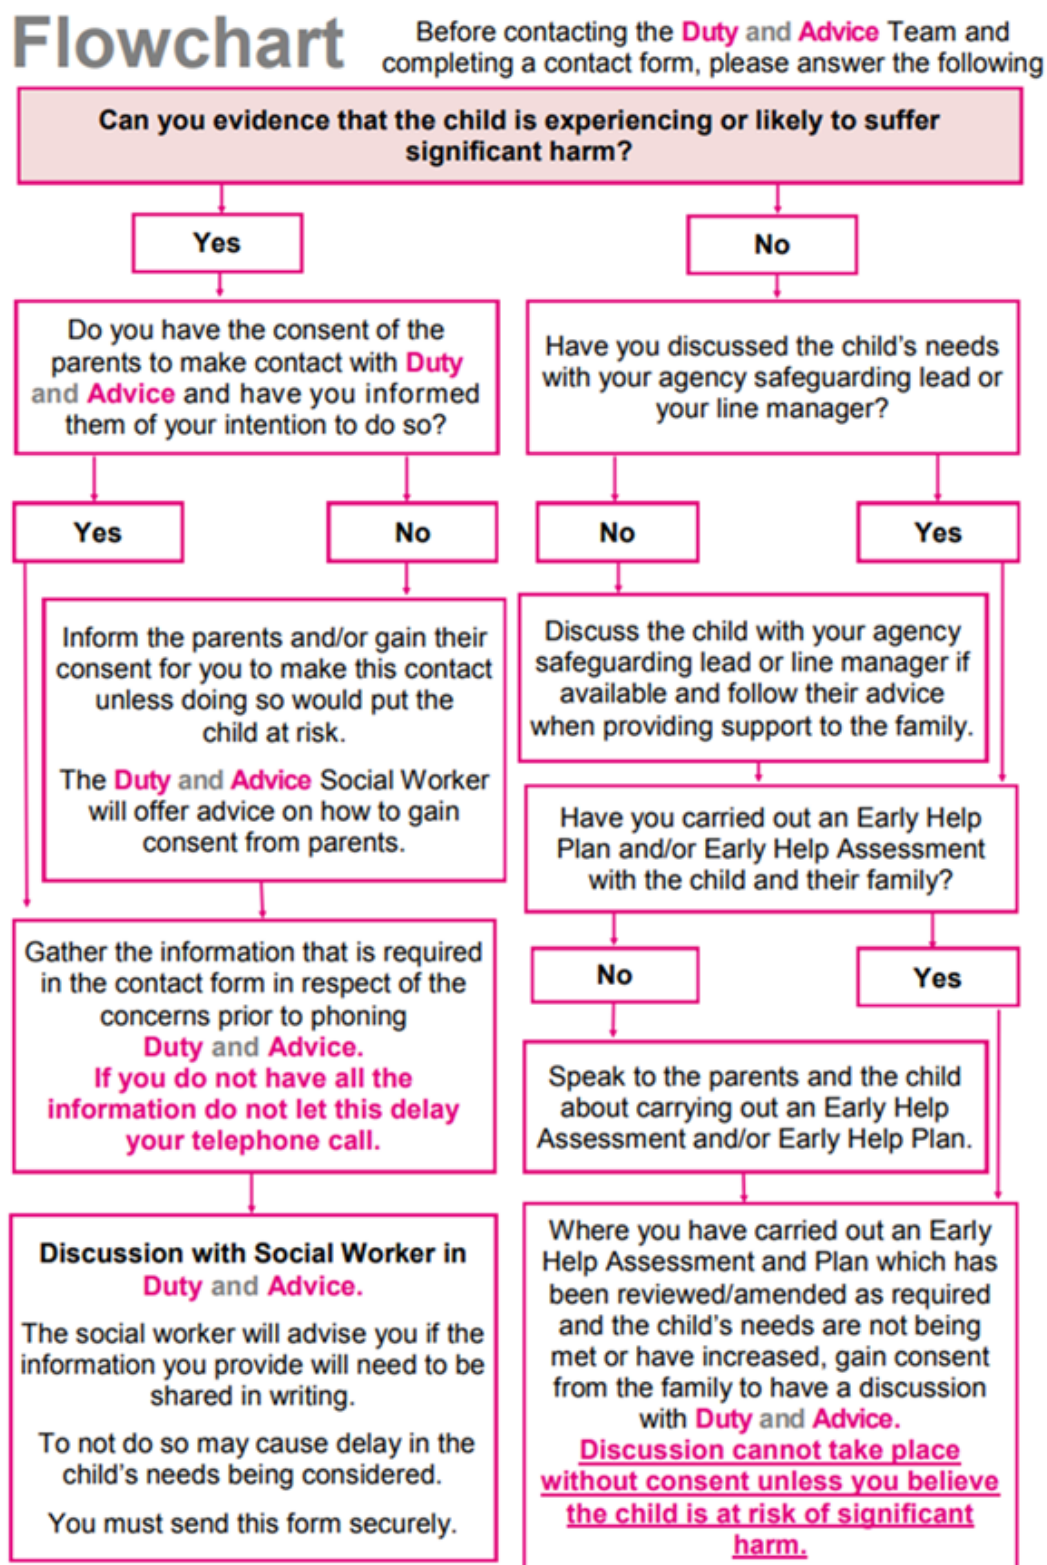 Flowchart
Before contacting the Duty and Advice Team and
completing a contact form, please answer the following
Can you evidence that the child is experiencing or likely to suffer
significant harm?
Yes
No
Do you have the consent of the
parents to make contact with Duty
and Advice and have you informed
them of your intention to do so?
Have you discussed the child's needs
with your agency safeguarding lead or
your line manager?
Yes
No
No
Yes
Inform the parents and/or gain their
consent for you to make this contact
unless doing so would put the
child at risk.
The Duty and Advice Social Worker
will offer advice on how to gain
consent from parents.
Discuss the child with your agency
safeguarding lead or line manager if
available and follow their advice
when providing support to the family.
Have you carried out an Early Help
Plan and/or Early Help Assessment
with the child and their family?
Gather the information that is required
in the contact form in respect of the
concerns prior to phoning
Duty and Advice.
If you do not have all the
information do not let this delay
your telephone call.
No
Yes
Speak to the parents and the child
about carrying out an Early Help
Assessment and/or Early Help Plan.
Discussion with Social Worker in
Duty and Advice.
The social worker will advise you if the
information you provide will need to be
shared in writing.
To not do so may cause delay in the
child's needs being considered.
You must send this form securely.
Where you have carried out an Early
Help Assessment and Plan which has
been reviewed/amended as required
and the child's needs are not being
met or have increased, gain consent
from the family to have a discussion
with Duty and Advice.
Discussion cannot take place
without consent unless you believe
the child is at risk of significant
harm.